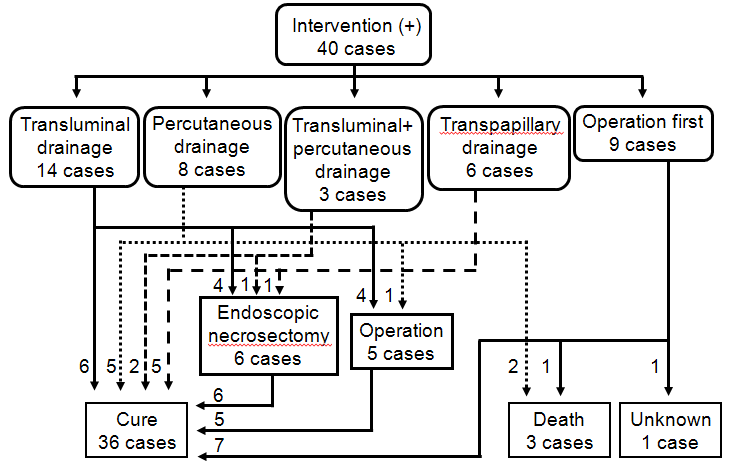 Intervention (+)
40 cases
Transluminal
drainage
14 cases
Percutaneous
drainage
8 cases
Transluminal+
percutaneous
drainage
3 cases
Transpapillary
drainage
6 cases
Operation first
9 cases
4
1
1
4
1
Endoscopic
necrosectomy
6 cases
Operation
5 cases
6
5
2
5
2
1
1
6
5
7
Cure
36 cases
Death
3 cases
Unknown
1 case